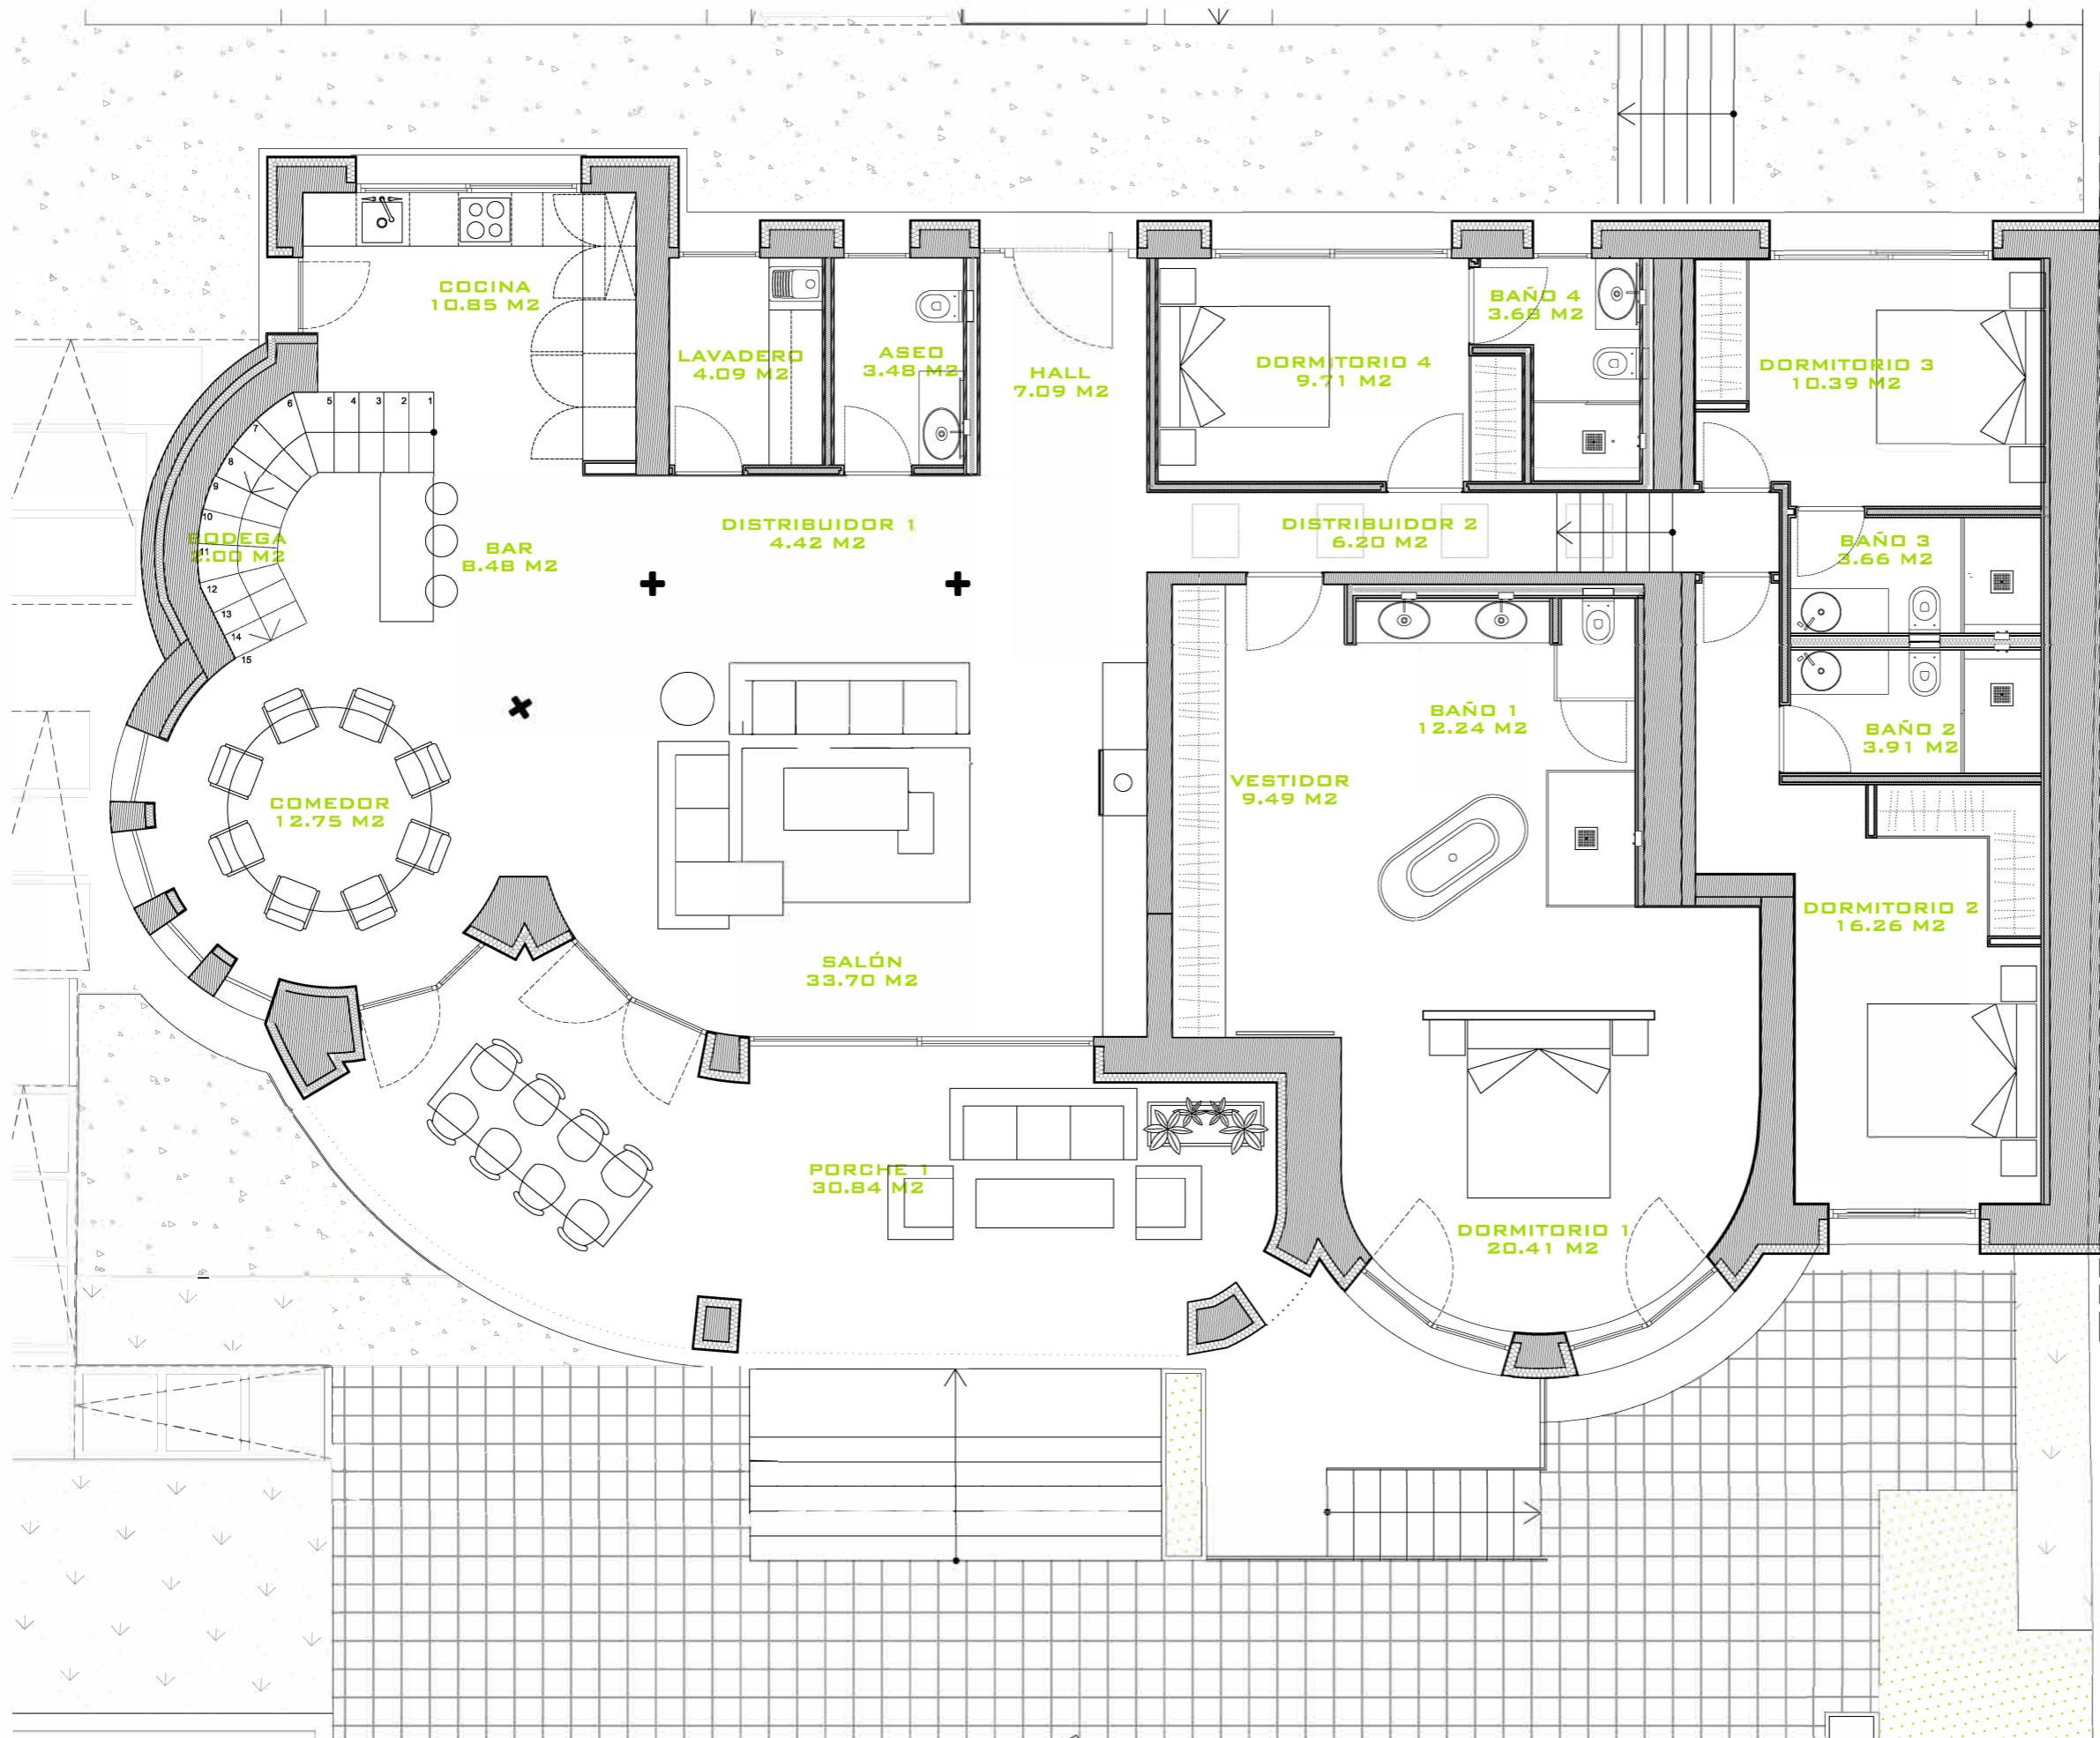 COCINA
10.85 M2
LAVADERO
4.09 M2
ASEO
3.48 M2
HALL
7.09 M2
DORMITORIO 4
9.71 M2
BAÑO 4
3.68 M2
DORMITORIO 3
10.39 M2
1
2
3
4
5
6
7
8
9
10
11
12
13
14
15
BODEGA
2.00 M2
BAR
8.48 M2
DISTRIBUIDOR 1
4.42 M2
DISTRIBUIDOR 2
6.20 M2
BAÑO 3
3.66 M2
BAÑO 1
12.24 M2
BAÑO 2
3.91 M2
COMEDOR
12.75 M2
VESTIDOR
9.49 M2
DORMITORIO 2
16.26 M2
SALÓN
33.70 M2
PORCHE 1
30.84 M2
DORMITORIO 1
20.41 M2